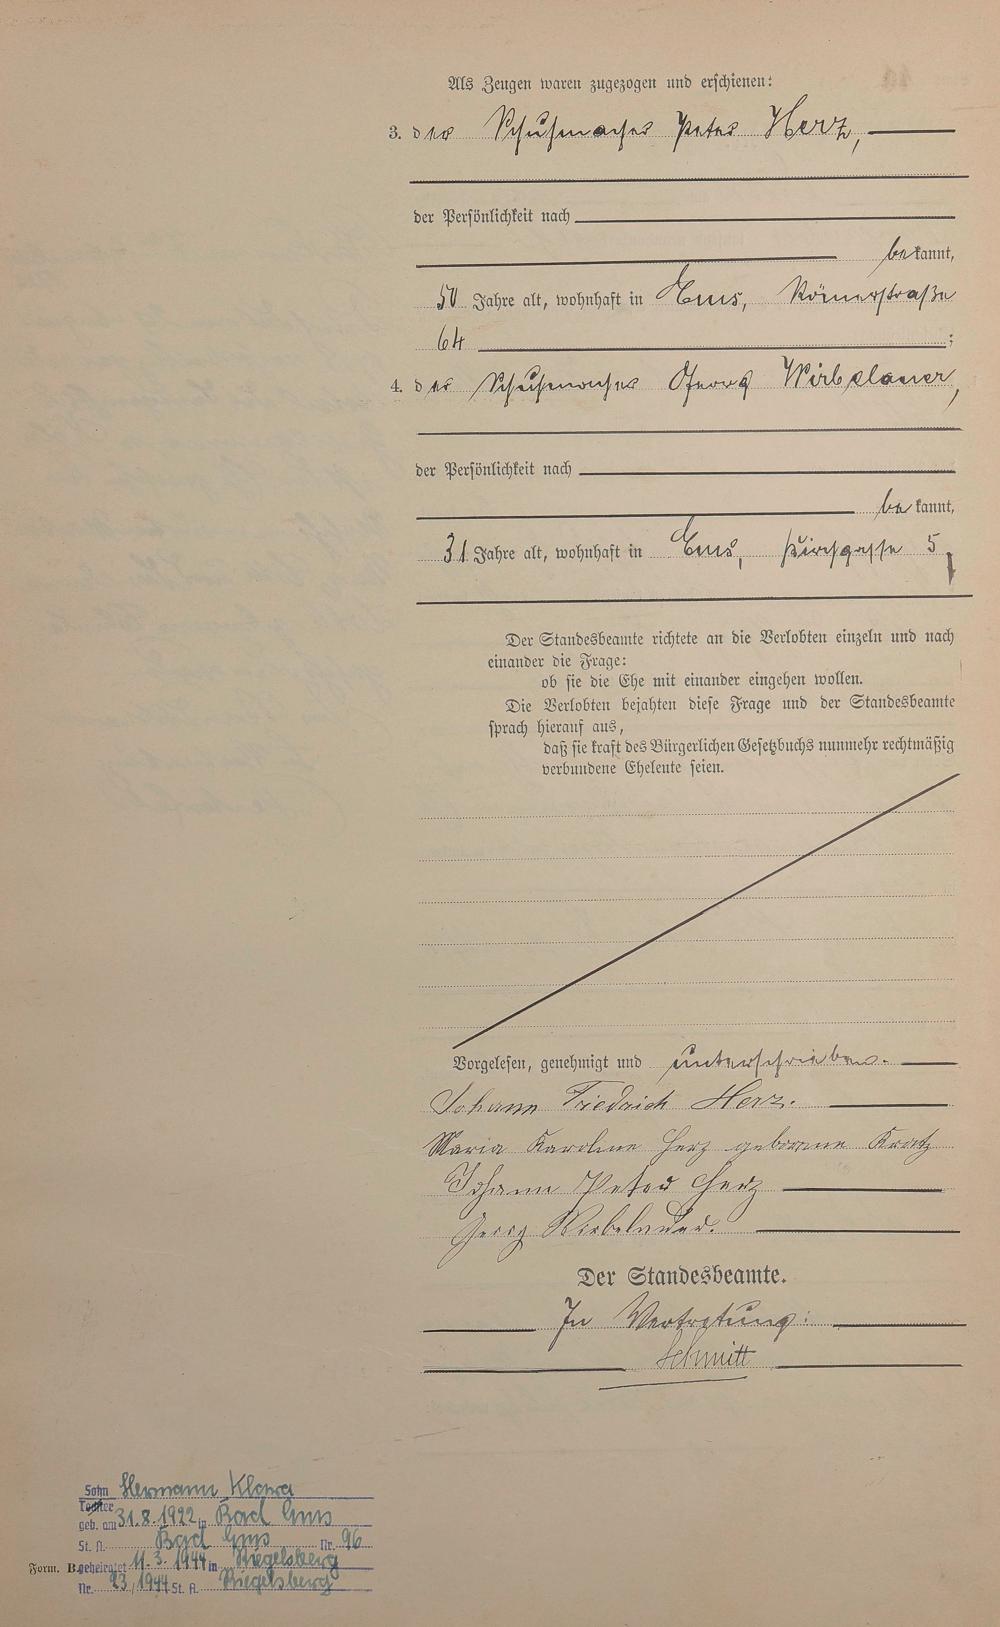 Als Zeugen waren zugezogen und erschienen:
3. der Schuhmacher Peter Herz,
der Persönlichkeit nach
bekannt,
50 Jahre alt, wohnhaft in Ems, Römerstraße
64 ;
4. der Schuhmacher Georg Wirbelauer,
der Persönlichkeit nach
bekannt,
31 Jahre alt, wohnhaft in Ems, Kirchgasse 5
Der Standesbeamte richtete an die Verlobten einzeln und nach
einander die Frage:
ob sie die Ehe mit einander eingehen wollen.
Die Verlobten bejahten diese Frage und der Standesbeamte
sprach hierauf aus,
daß sie kraft des Bürgerlichen Gesetzbuchs nunmehr rechtmäßig
verbundene Eheleute seien.
Vorgelesen, genehmigt und unterschrieben.
Johann Friedrich Herz.
Maria Karoline Herz geborene Kratz
Johann Peter Herz
Georg Wirbelauer.
Der Standesbeamte.
In Vertretung:
Schmitt
Sohn Hermann
Tochter
geb. am 31.8.1922 in Bad Ems
St. A. Bad Ems Nr. 96
Form. B. geheiratet 11.3.1944 in Riegelsberg
Nr. 23/1944 St. A. Riegelsberg